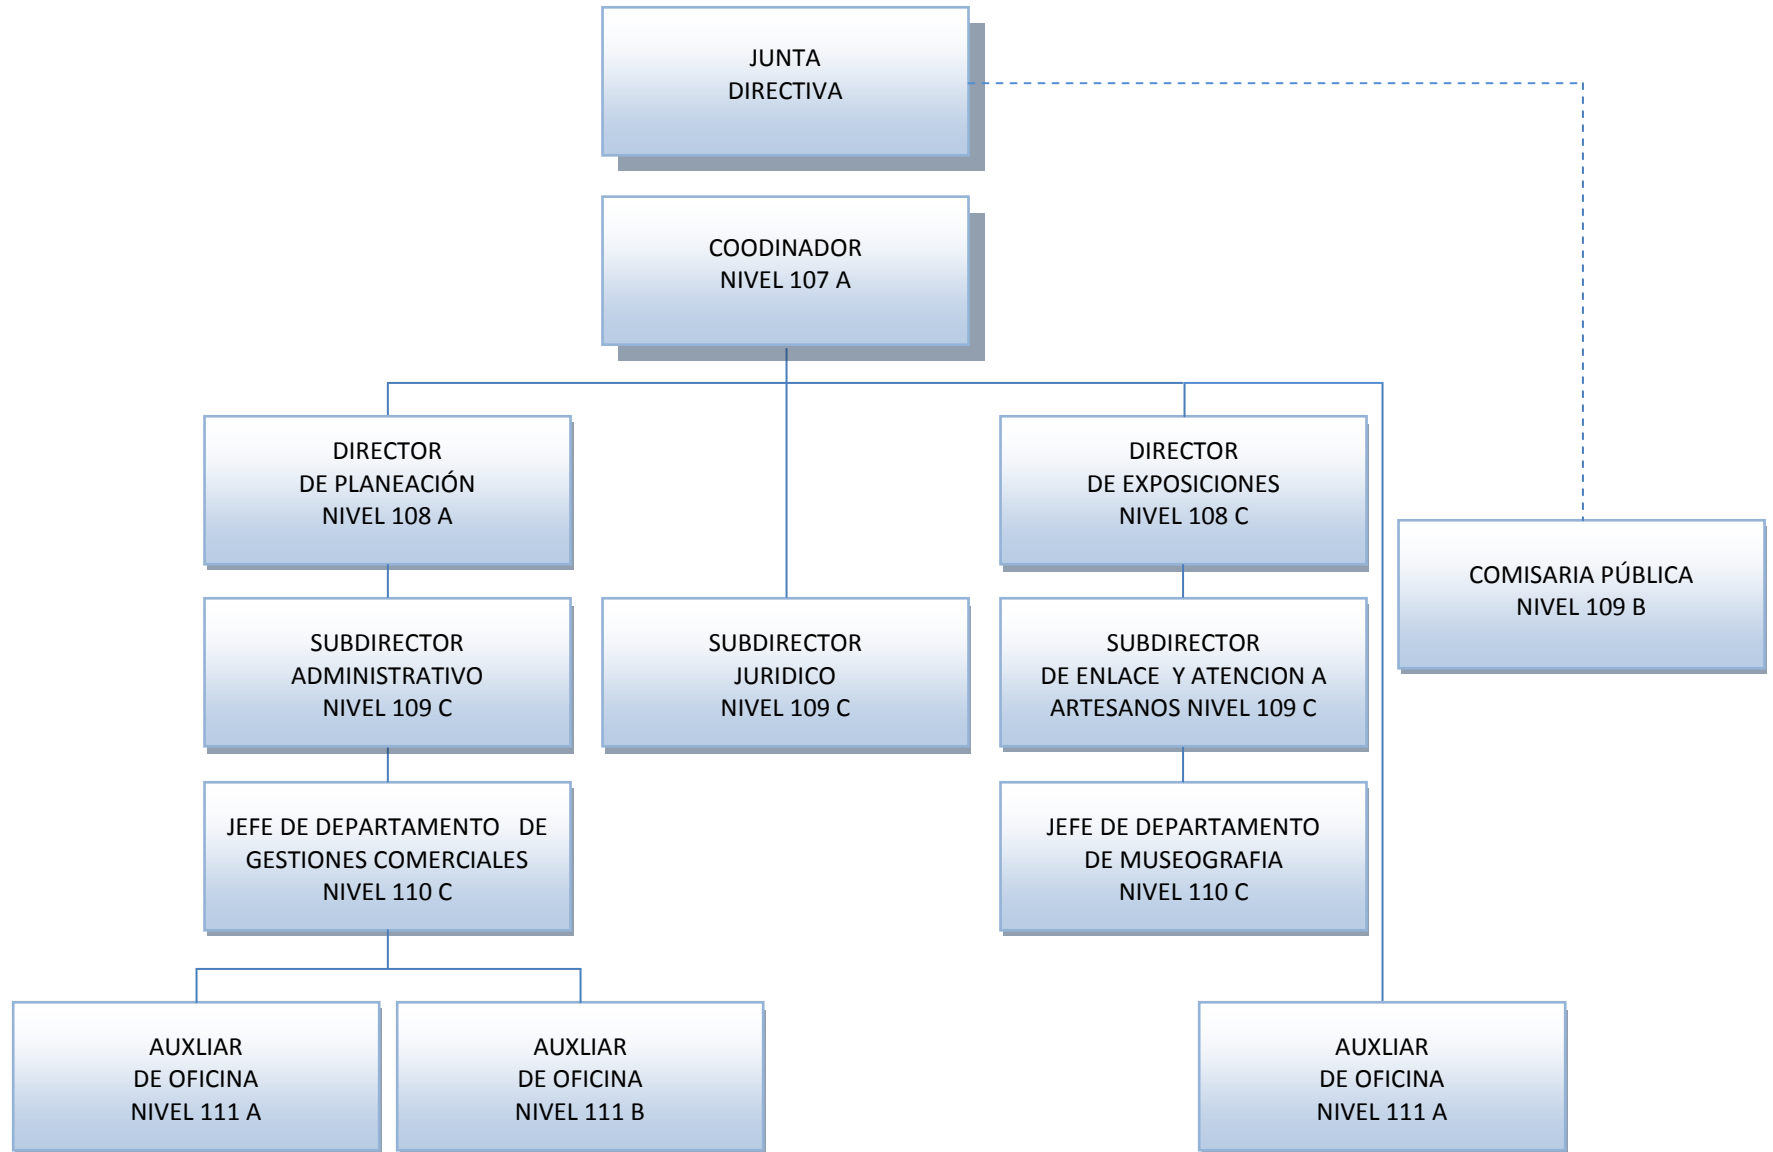 JUNTA
DIRECTIVA
COODINADOR
NIVEL 107 A
DIRECTOR
DE PLANEACIÓN
NIVEL 108 A
DIRECTOR
DE EXPOSICIONES
NIVEL 108 C
COMISARIA PÚBLICA
NIVEL 109 B
SUBDIRECTOR
ADMINISTRATIVO
NIVEL 109 C
SUBDIRECTOR
JURIDICO
NIVEL 109 C
SUBDIRECTOR
DE ENLACE Y ATENCION A
ARTESANOS NIVEL 109 C
JEFE DE DEPARTAMENTO DE
GESTIONES COMERCIALES
NIVEL 110 C
JEFE DE DEPARTAMENTO
DE MUSEOGRAFIA
NIVEL 110 C
AUXLIAR
DE OFICINA
NIVEL 111 A
AUXLIAR
DE OFICINA
NIVEL 111 B
AUXLIAR
DE OFICINA
NIVEL 111 A